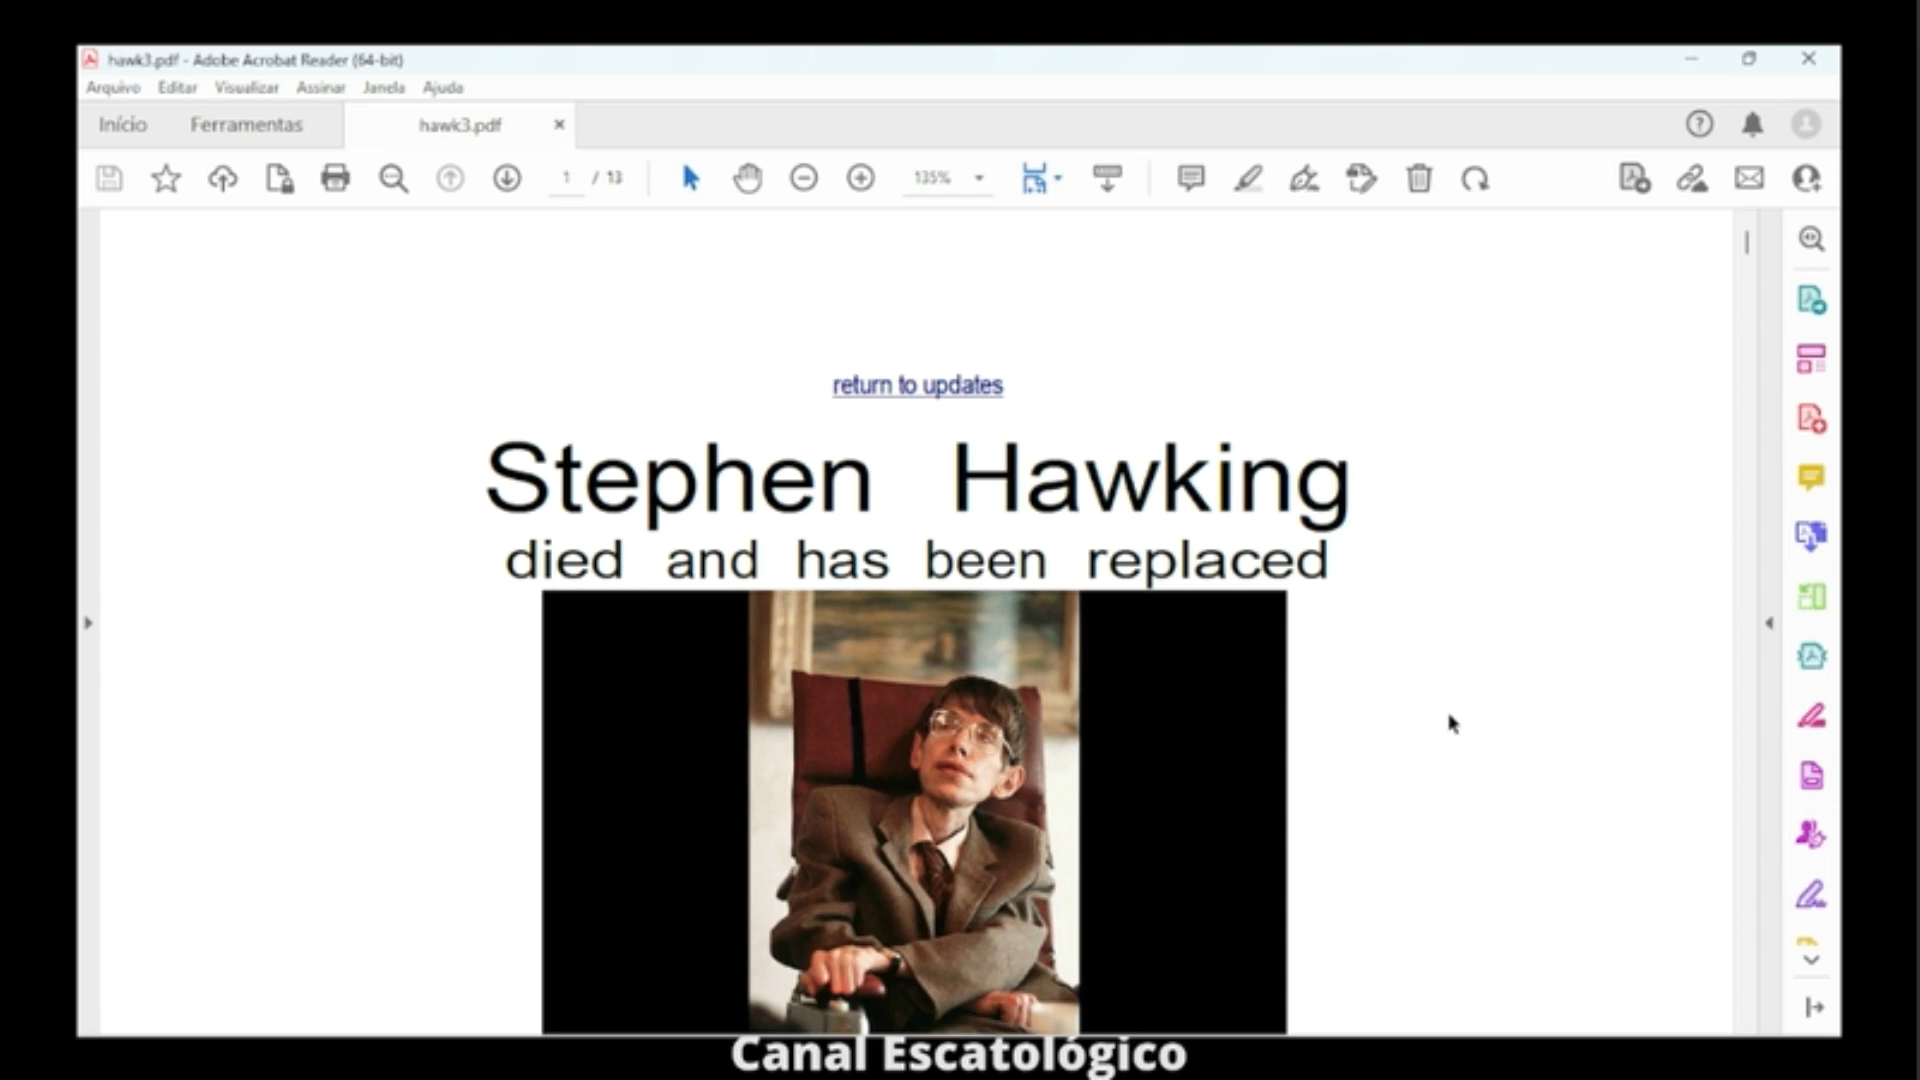 hawk3.pdf - Adobe Acrobat Reader (64-bit)
Arquivo Editar Visualizar Assinar Janela Ajuda
Início Ferramentas hawk3.pdf
1 / 13 135%
return to updates
Stephen Hawking
died and has been replaced
Canal Escatológico